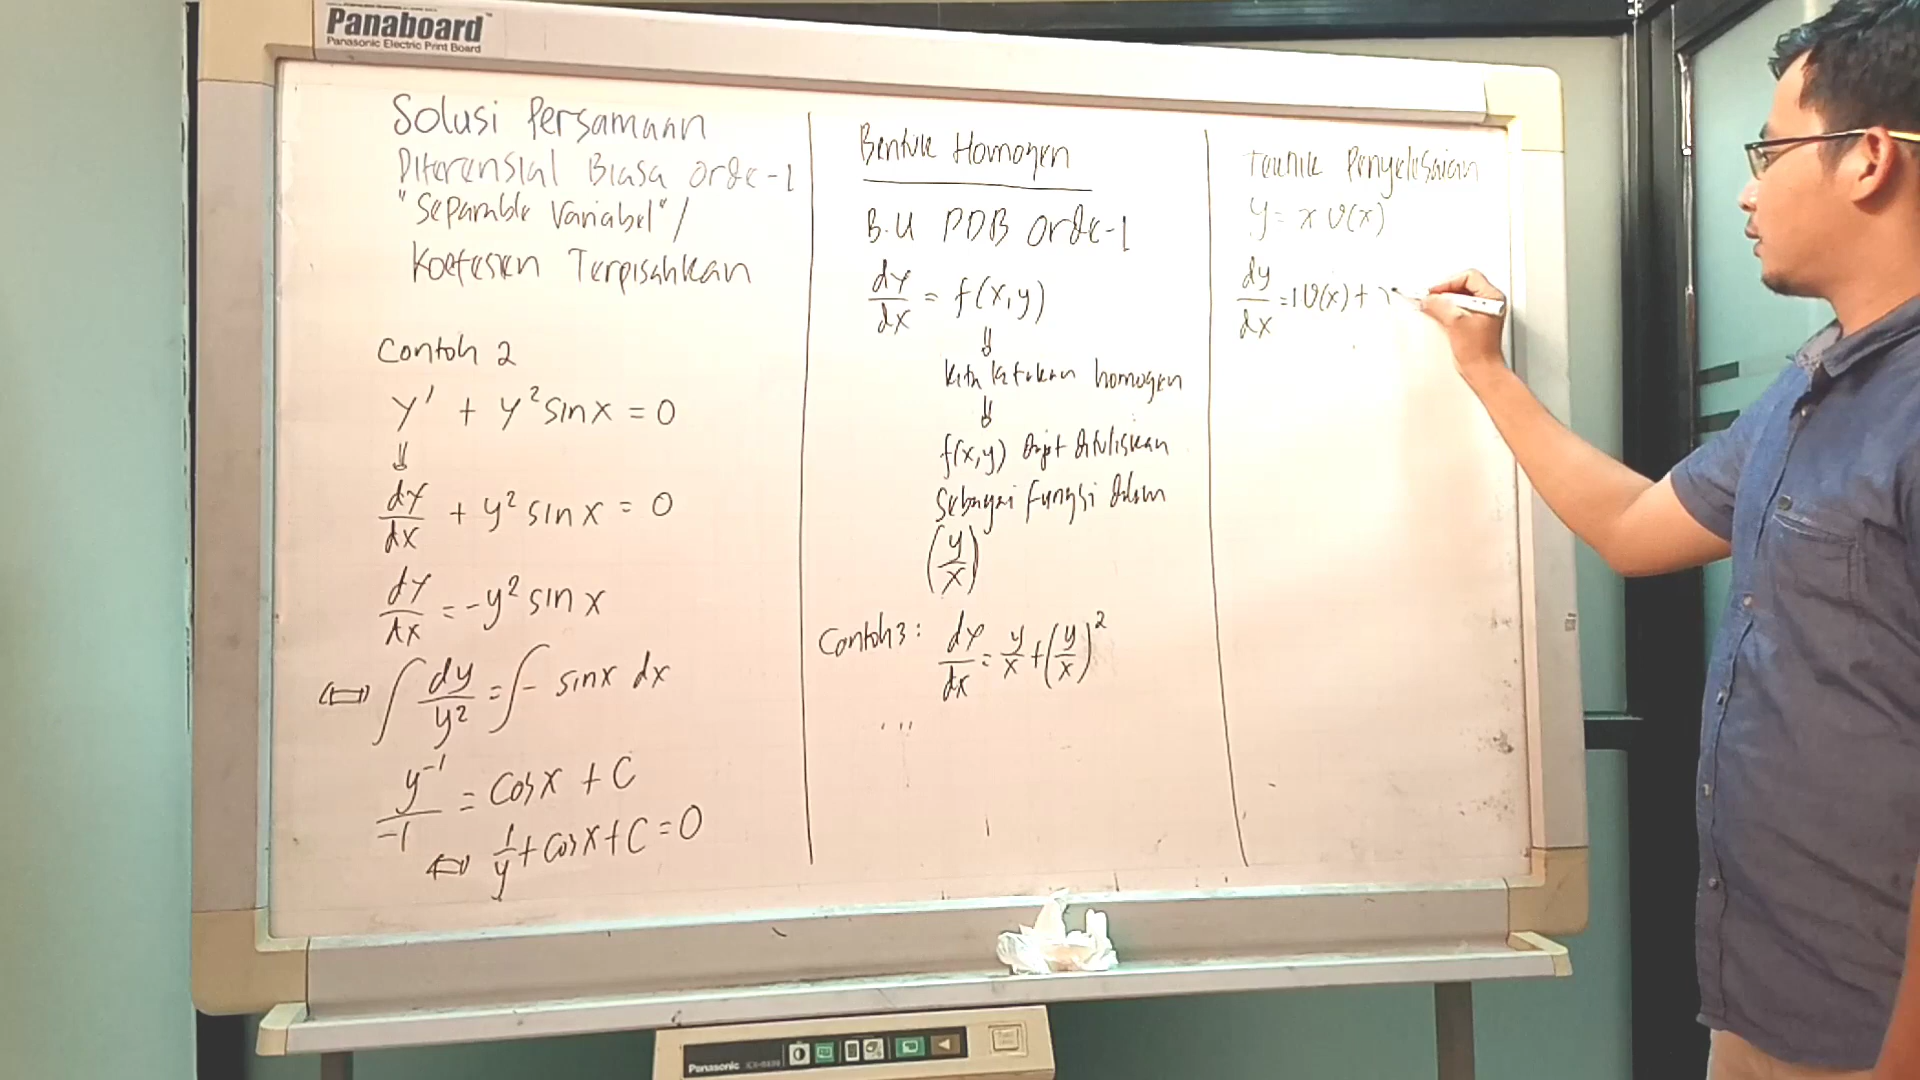 Panaboard
Panasonic Electric Print Board
Solusi Persamaan
Diferensial Biasa Orde-1
"Separable Variabel" /
Koefesien Terpisahkan
Contoh 2
y' + y² sin x = 0
⇓
dy/dx + y² sin x = 0
dy/dx = -y² sin x
⇔ ∫ dy/y² = ∫ - sin x dx
y⁻¹/-1 = cos x + C
⇔ 1/y + cos x + C = 0
Bentuk Homogen
B.U PDB Orde-1
dy/dx = f(x,y)
⇓
kita katakan homogen
⇓
f(x,y) dapat dituliskan
sebagai fungsi dalam
(y/x)
Contoh 3: dy/dx = y/x + (y/x)²
Teknik Penyelesaian
y = x v(x)
dy/dx = 1 v(x) +
Panasonic